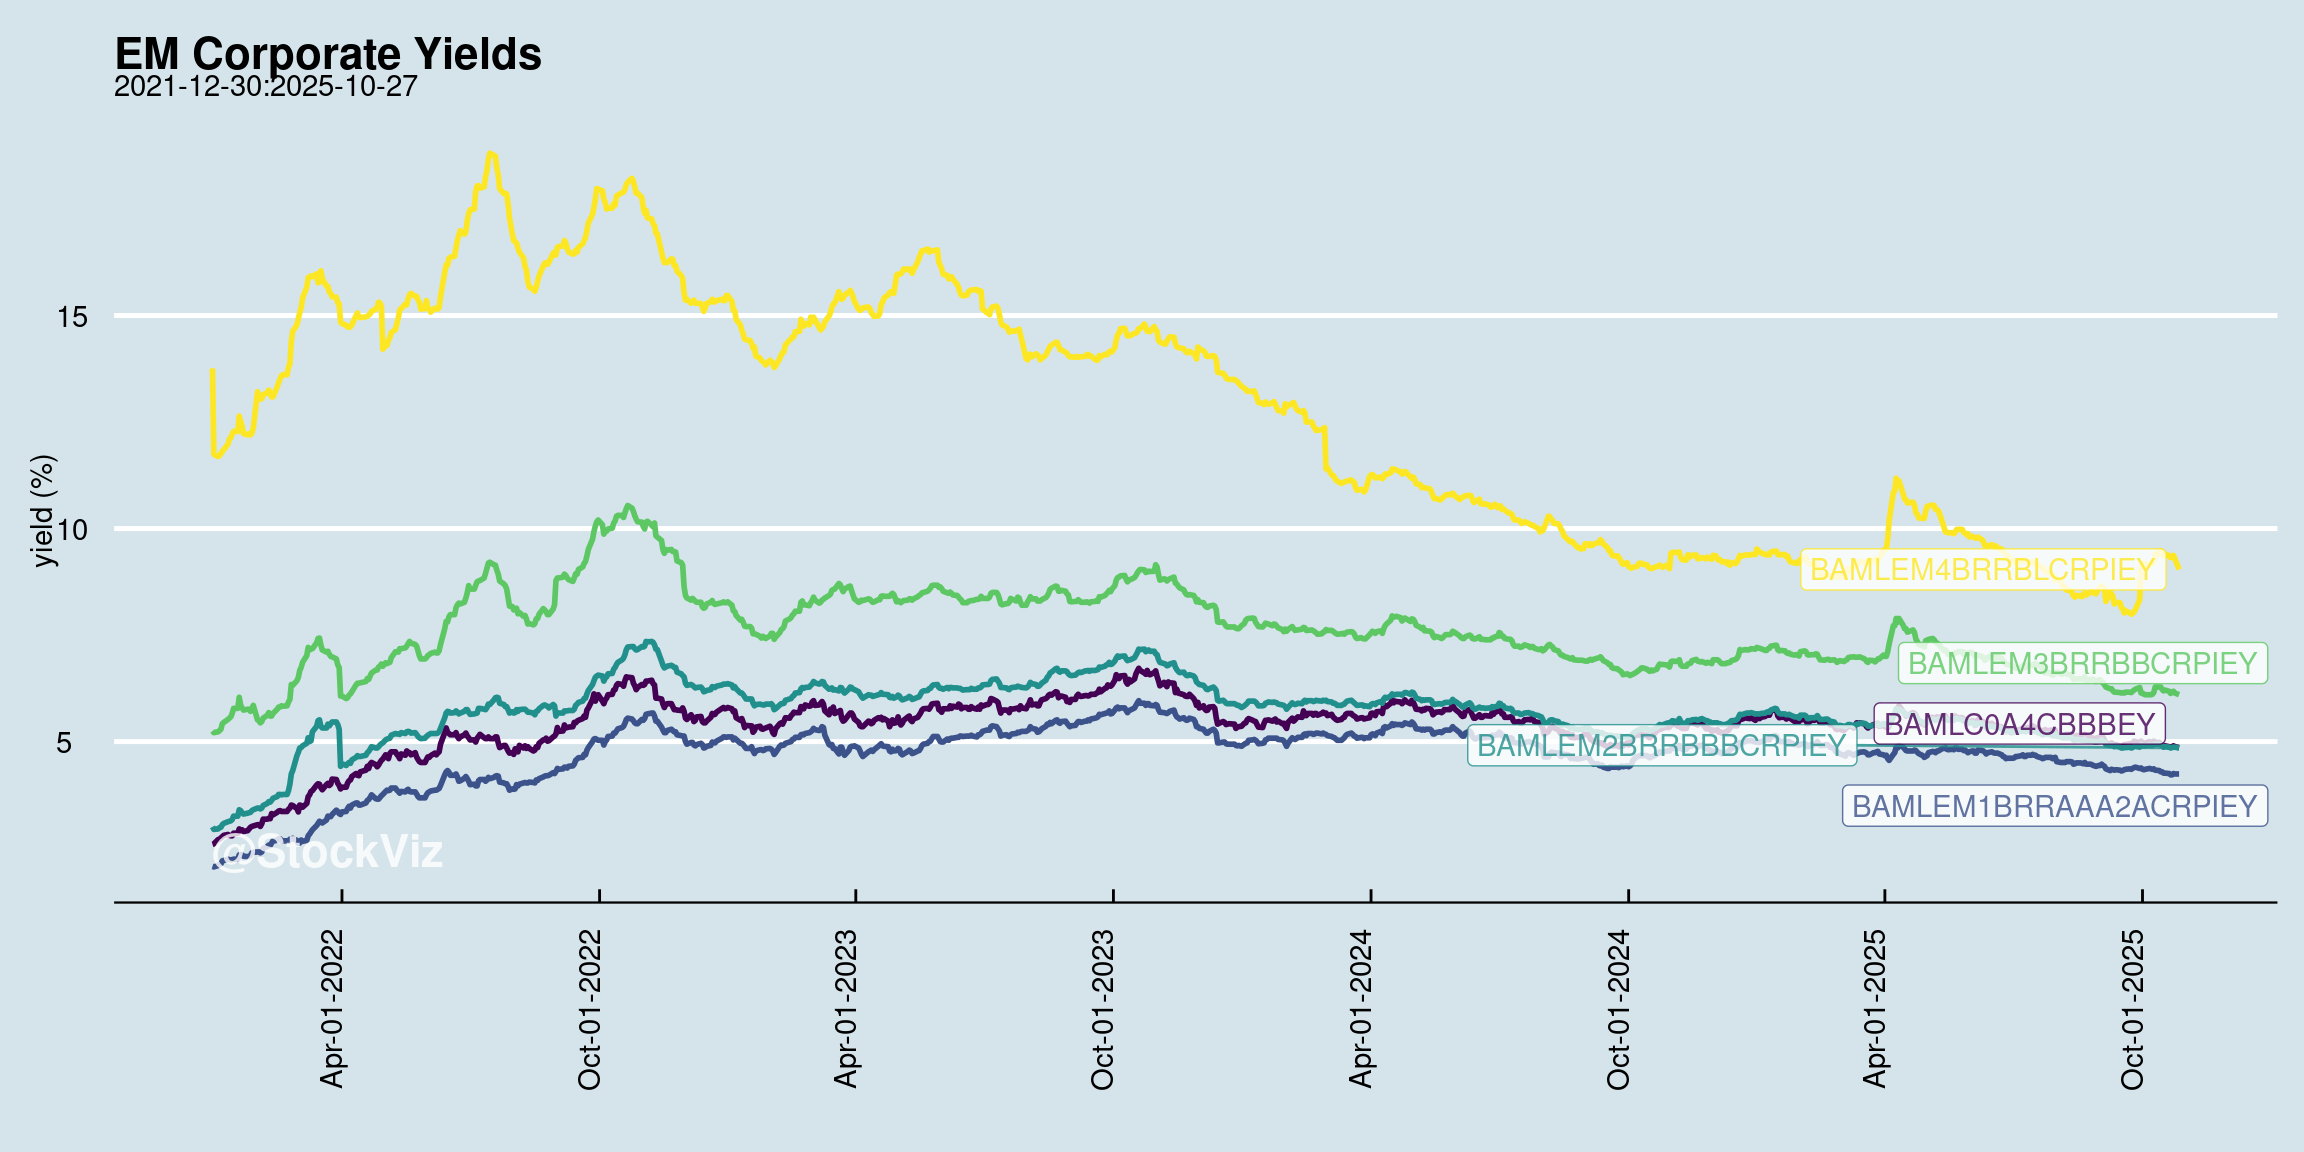 EM Corporate Yields
2021-12-30:2025-10-27
yield (%)
15
10
5
BAMLEM4BRRBLCRPIEY
BAMLEM3BRRBBCRPIEY
BAMLC0A4CBBBEY
BAMLEM2BRRBBBCRPIEY
BAMLEM1BRRAAA2ACRPIEY
@StockViz
Apr-01-2022
Oct-01-2022
Apr-01-2023
Oct-01-2023
Apr-01-2024
Oct-01-2024
Apr-01-2025
Oct-01-2025